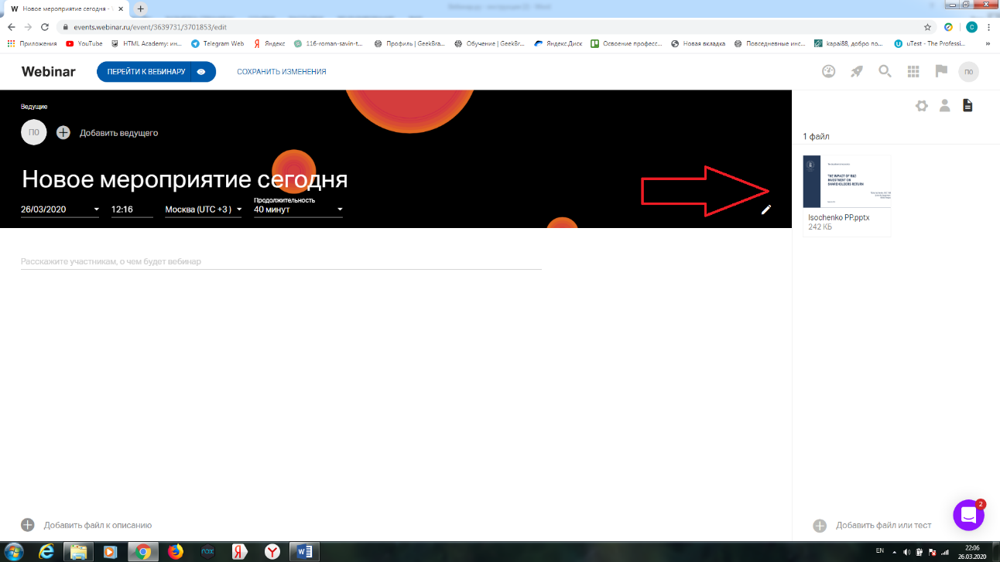 W Новое мероприятие сегодня -
events.webinar.ru/event/3639731/3701853/edit
C
Приложения YouTube HTML Academy: ин... Telegram Web Яндекс 116-roman-savin-t... Профиль | GeekBra... Обучение | GeekBr... Яндекс.Диск Освоение професс... Новая вкладка Повседневные инс... kapai88, добро по... uTest - The Professi... »
Webinar
ПЕРЕЙТИ К ВЕБИНАРУ
СОХРАНИТЬ ИЗМЕНЕНИЯ
ПО
Ведущие
ПО
Добавить ведущего
Новое мероприятие сегодня
Продолжительность
26/03/2020 12:16 Москва (UTC +3 ) 40 минут
1 файл
THE IMPACT OF R&D
INVESTMENT ON
SHAREHOLDERS RETURN
Isochenko PP.pptx
242 КБ
Расскажите участникам, о чем будет вебинар
Добавить файл к описанию
Добавить файл или тест
2
EN
22:06
26.03.2020